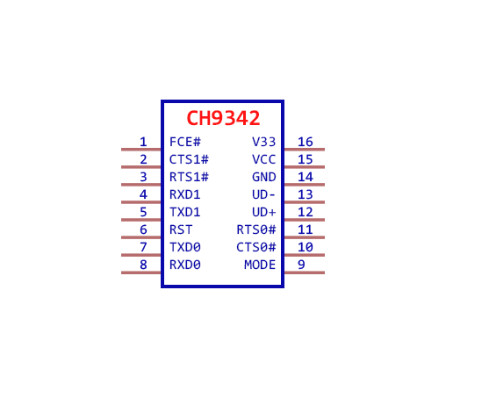 CH9342
1 FCE# V33 16
2 CTS1# VCC 15
3 RTS1# GND 14
4 RXD1 UD- 13
5 TXD1 UD+ 12
6 RST RTS0# 11
7 TXD0 CTS0# 10
8 RXD0 MODE 9